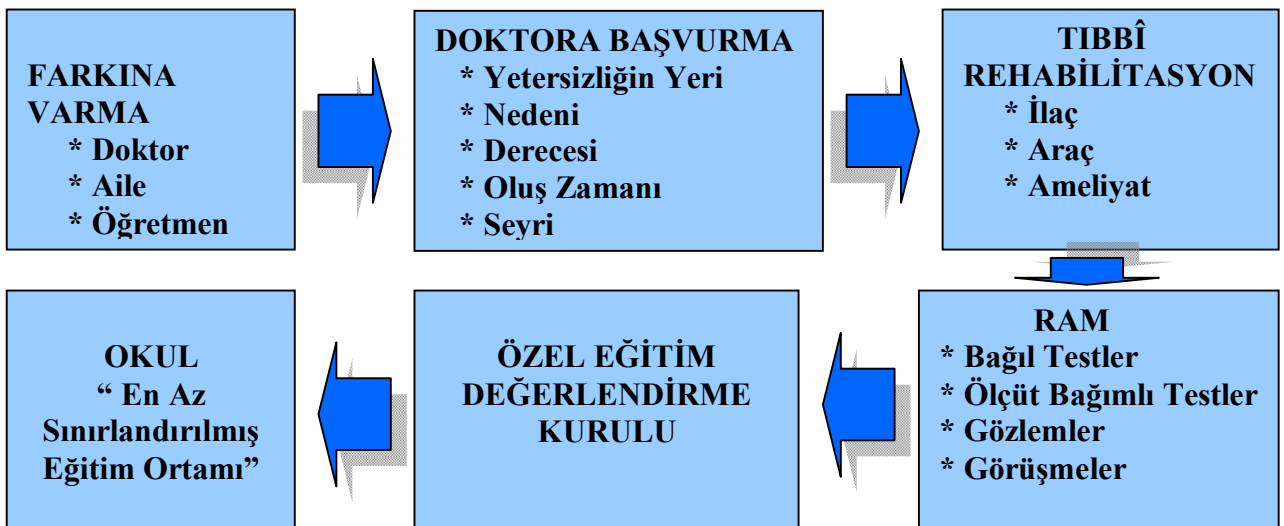 FARKINA
VARMA
* Doktor
* Aile
* Öğretmen
DOKTORA BAŞVURMA
* Yetersizliğin Yeri
* Nedeni
* Derecesi
* Oluş Zamanı
* Seyri
TIBBÎ
REHABİLİTASYON
* İlaç
* Araç
* Ameliyat
RAM
* Bağıl Testler
* Ölçüt Bağımlı Testler
* Gözlemler
* Görüşmeler
ÖZEL EĞİTİM
DEĞERLENDİRME
KURULU
OKUL
“ En Az
Sınırlandırılmış
Eğitim Ortamı”